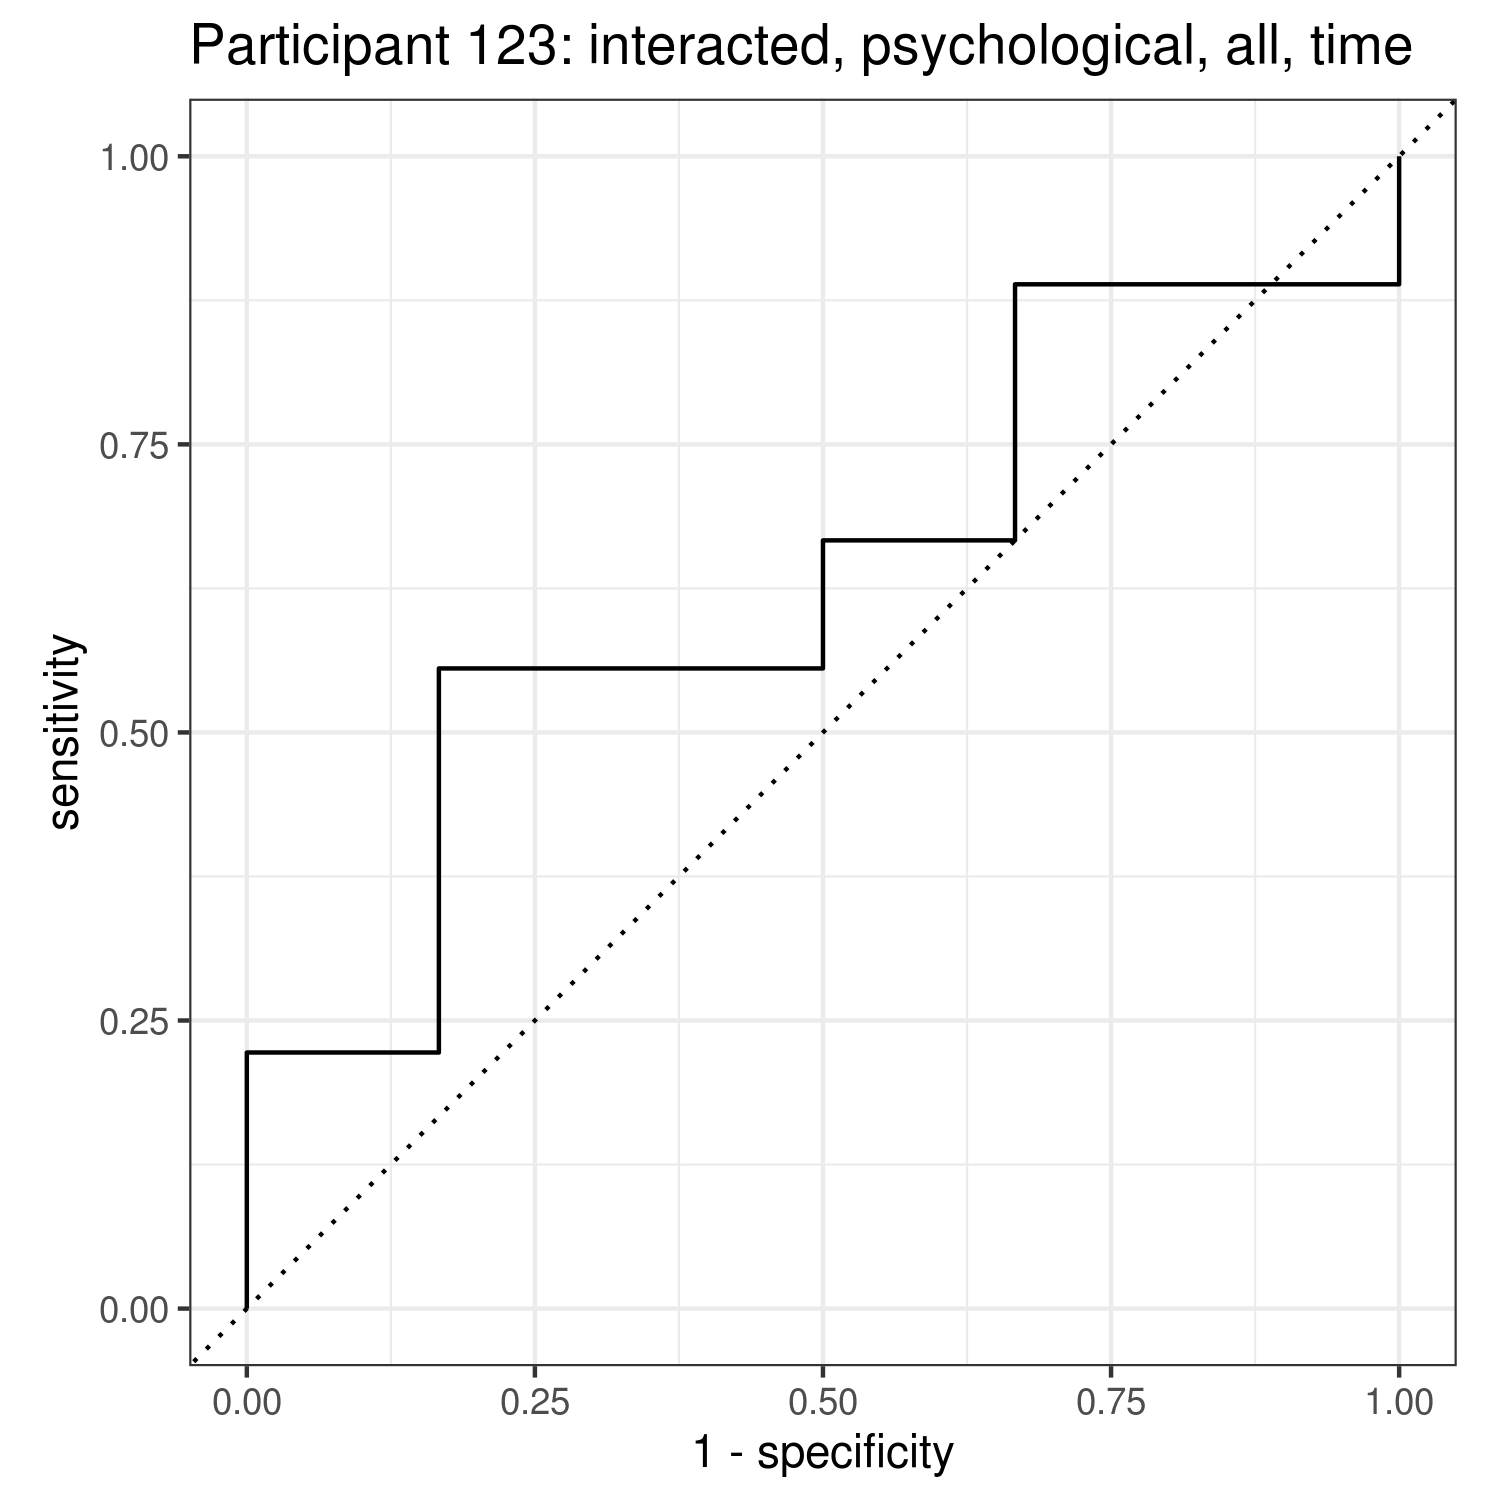 Participant 123: interacted, psychological, all, time
1.00
0.75
0.50
0.25
0.00
sensitivity
0.00 0.25 0.50 0.75 1.00
1 - specificity